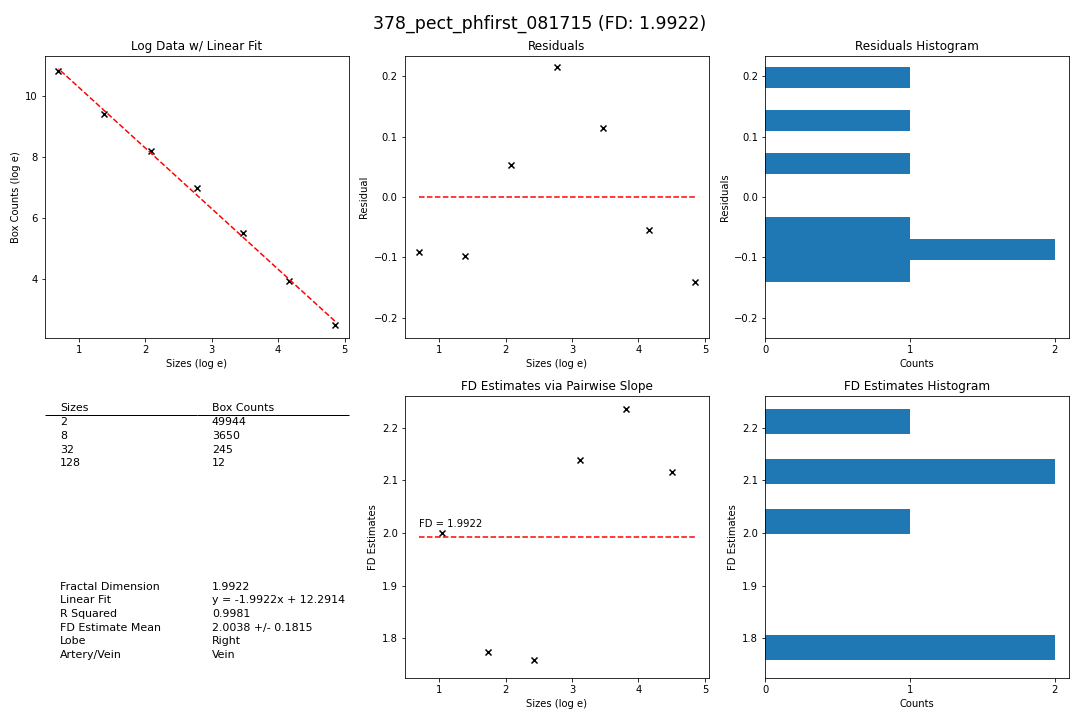 378_pect_phfirst_081715 (FD: 1.9922)
Log Data w/ Linear Fit
Box Counts (log e)
10
8
6
4
1 2 3 4 5
Sizes (log e)
Residuals
Residual
0.2
0.1
0.0
−0.1
−0.2
1 2 3 4 5
Sizes (log e)
Residuals Histogram
Residuals
0.2
0.1
0.0
−0.1
−0.2
0 1 2
Counts
Sizes Box Counts
2 49944
8 3650
32 245
128 12
Fractal Dimension 1.9922
Linear Fit y = -1.9922x + 12.2914
R Squared 0.9981
FD Estimate Mean 2.0038 +/- 0.1815
Lobe Right
Artery/Vein Vein
FD Estimates via Pairwise Slope
FD Estimates
2.2
2.1
2.0
1.9
1.8
FD = 1.9922
1 2 3 4 5
Sizes (log e)
FD Estimates Histogram
FD Estimates
2.2
2.1
2.0
1.9
1.8
0 1 2
Counts